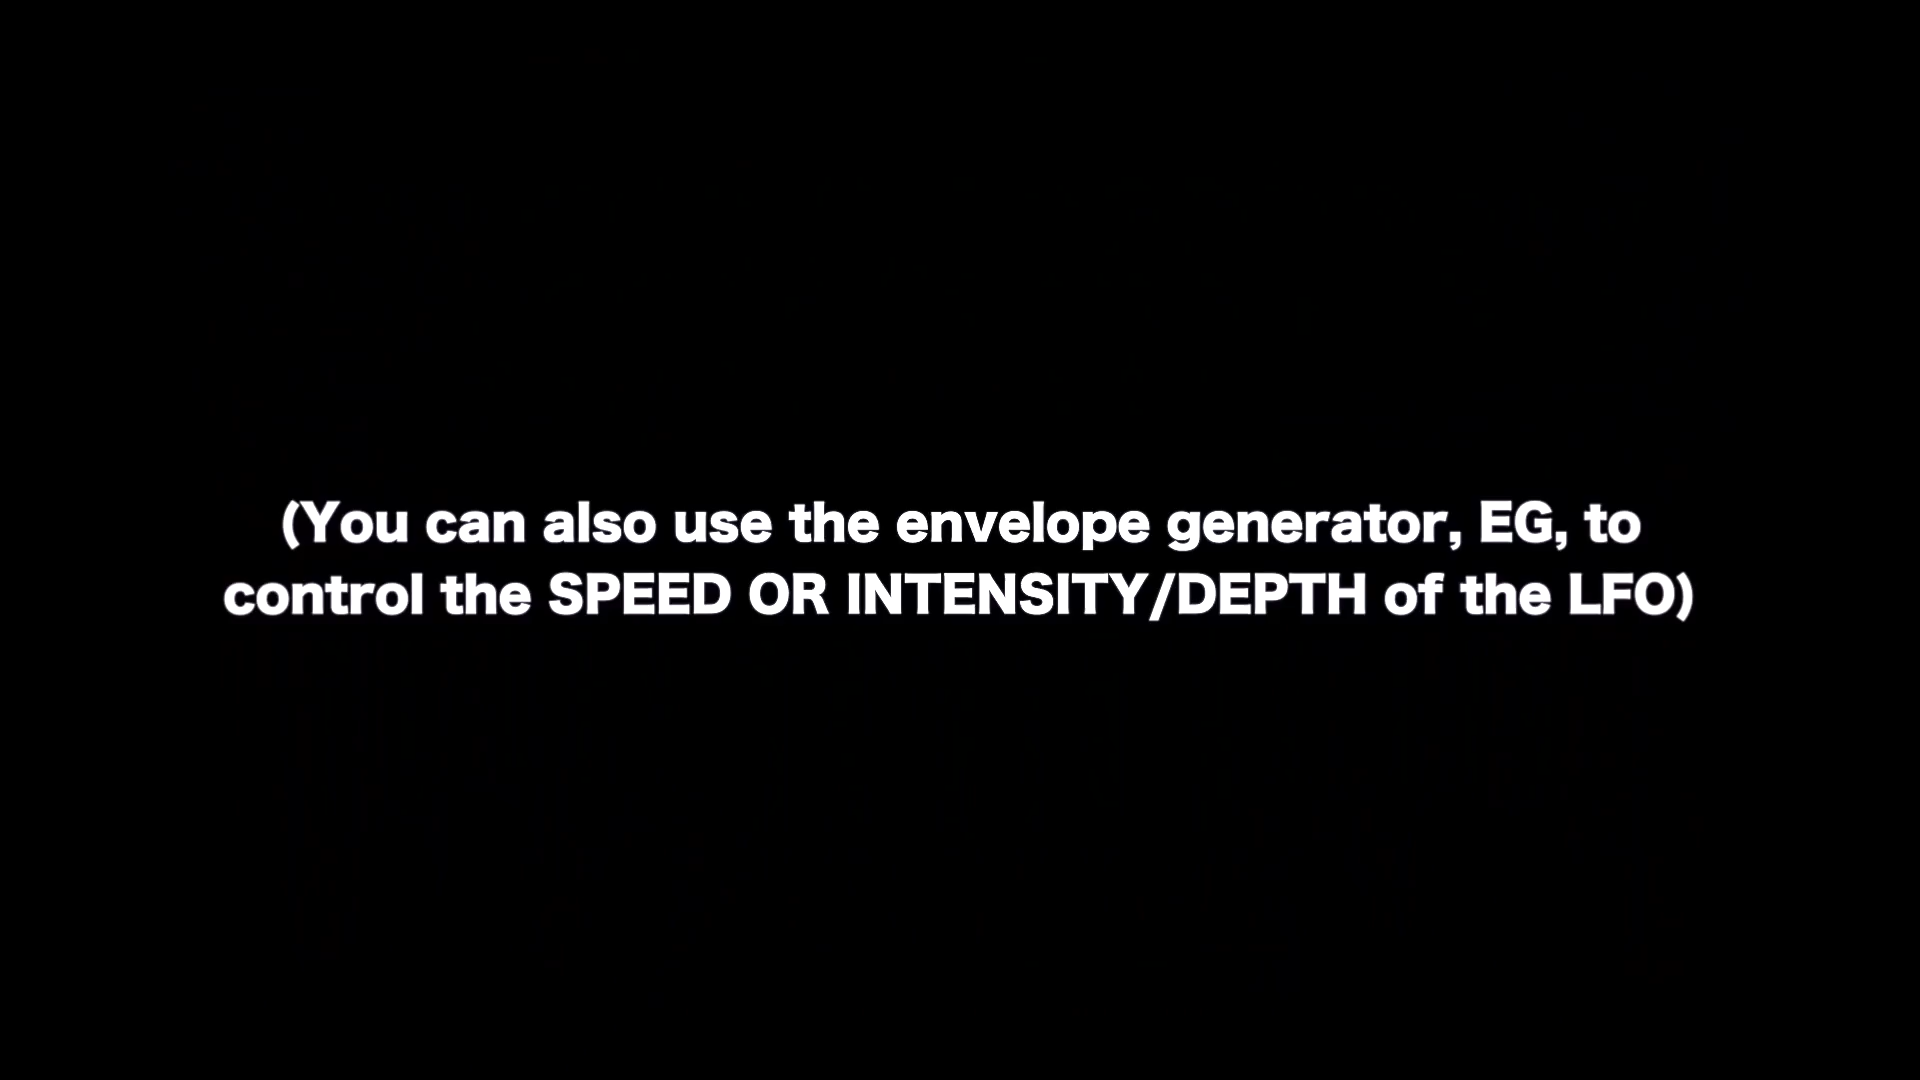 (You can also use the envelope generator, EG, to
control the SPEED OR INTENSITY/DEPTH of the LFO)